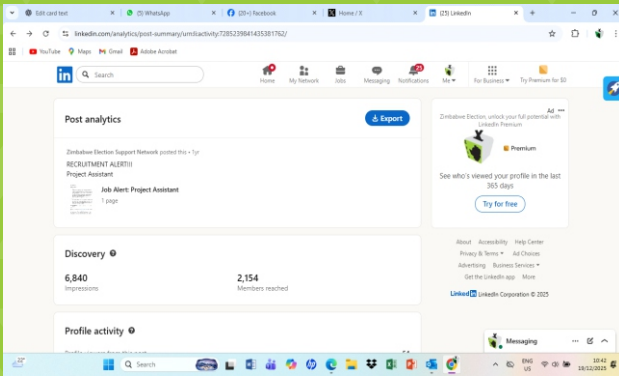 Edit card text
(5) WhatsApp
(20+) Facebook
Home / X
(25) LinkedIn
linkedin.com/analytics/post-summary/urn:li:activity:7285239841435381762/
YouTube
Maps
Gmail
Adobe Acrobat
in
Search
Home
My Network
Jobs
Messaging
25
Notifications
Me
For Business
Try Premium for $0
Post analytics
Export
Zimbabwe Election Support Network posted this • 1yr
RECRUITMENT ALERT!!!
Project Assistant
Job Alert: Project Assistant
1 page
Discovery
6,840
2,154
Impressions
Members reached
Profile activity
Ad
Zimbabwe Election, unlock your full potential with
LinkedIn Premium
Premium
See who's viewed your profile in the last
365 days
Try for free
About Accessibility Help Center
Privacy & Terms Ad Choices
Advertising Business Services
Get the LinkedIn app More
LinkedIn LinkedIn Corporation © 2025
Messaging
Search
ENG
US
10:42
18/12/2025